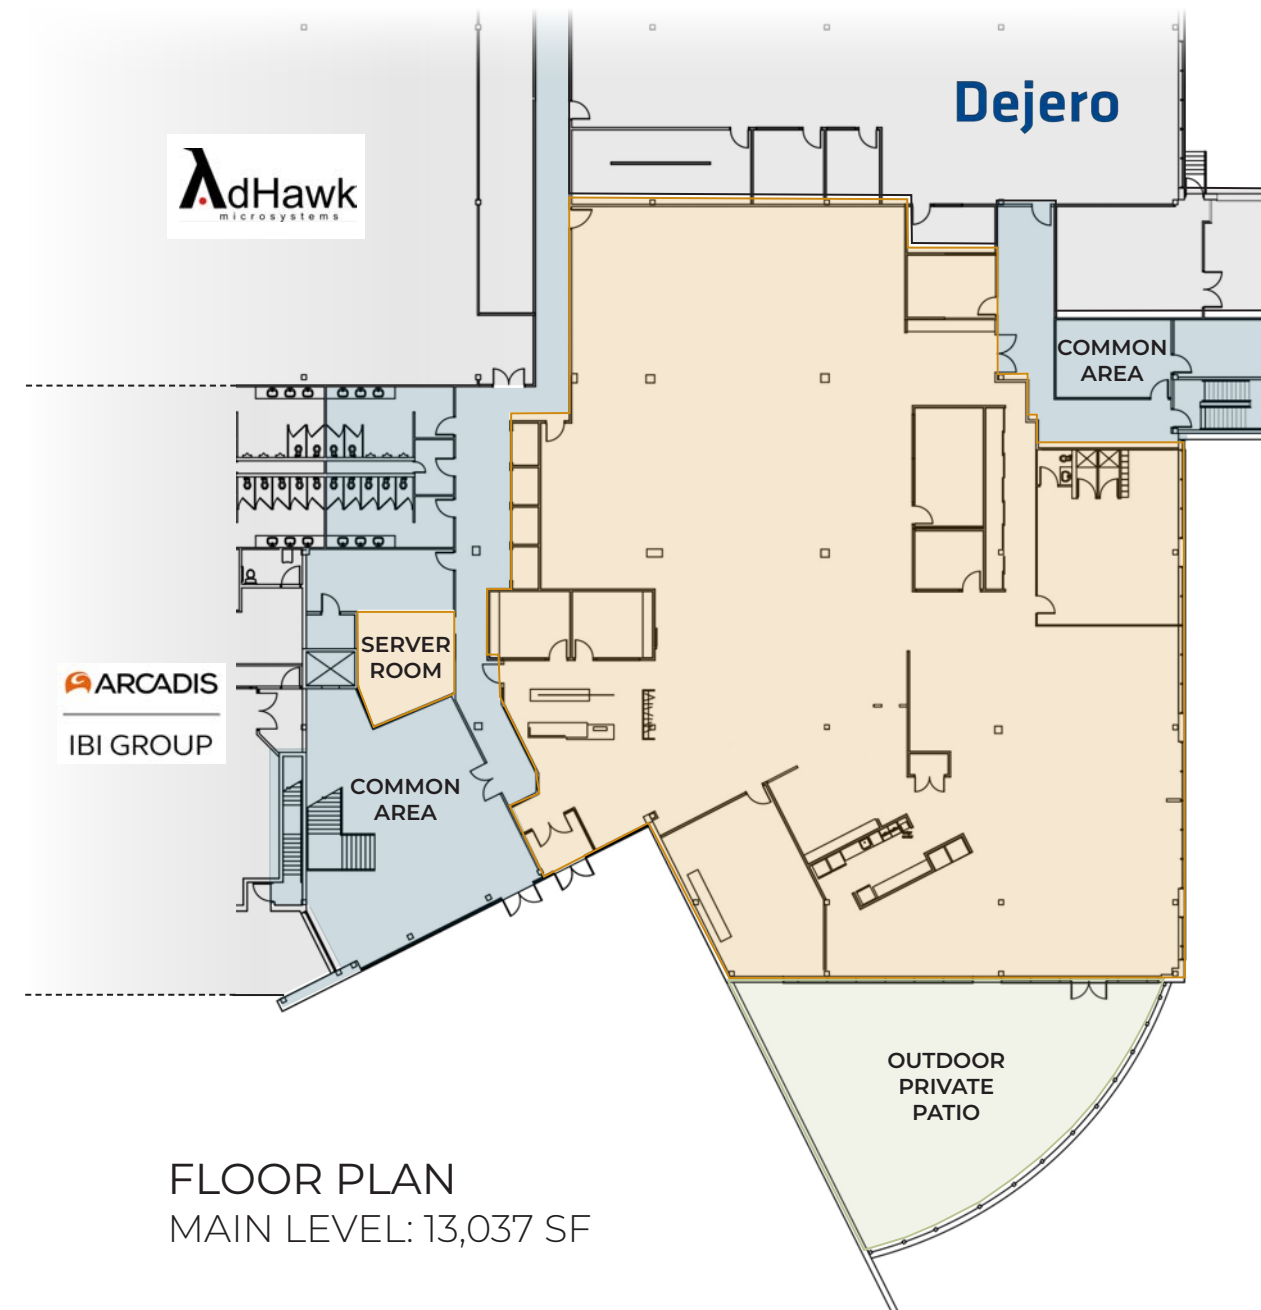 Dejero
AdHawk
microsystems
COMMON
AREA
SERVER
ROOM
ARCADIS
IBI GROUP
COMMON
AREA
OUTDOOR
PRIVATE
PATIO
FLOOR PLAN
MAIN LEVEL: 13,037 SF